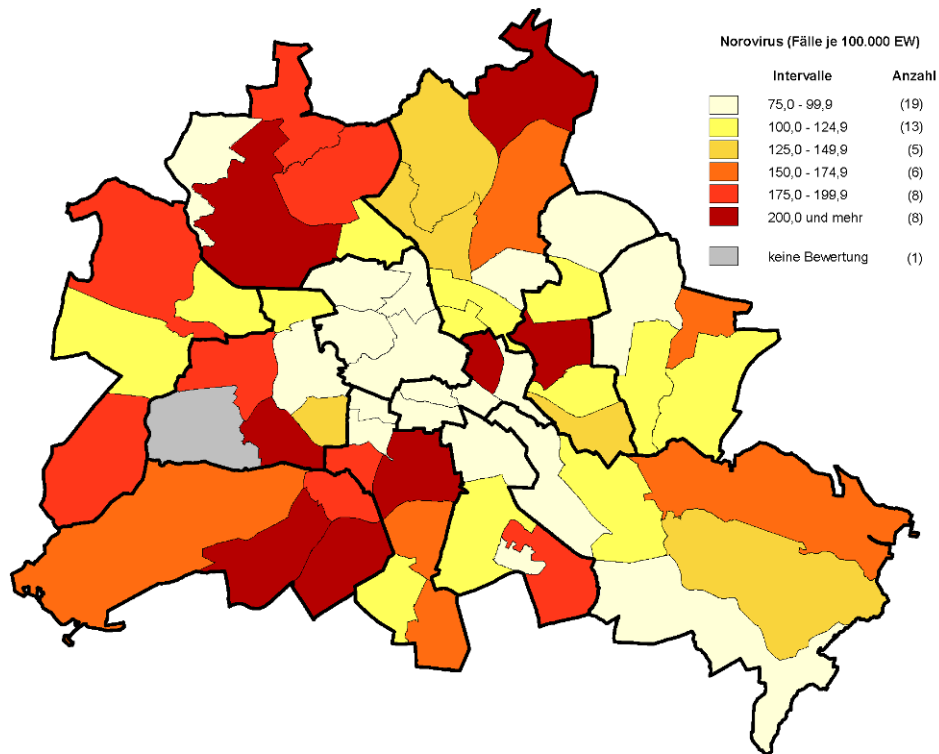 Norovirus (Fälle je 100.000 EW)
Intervalle Anzahl
75,0 - 99,9 (19)
100,0 - 124,9 (13)
125,0 - 149,9 (5)
150,0 - 174,9 (6)
175,0 - 199,9 (8)
200,0 und mehr (8)
keine Bewertung (1)